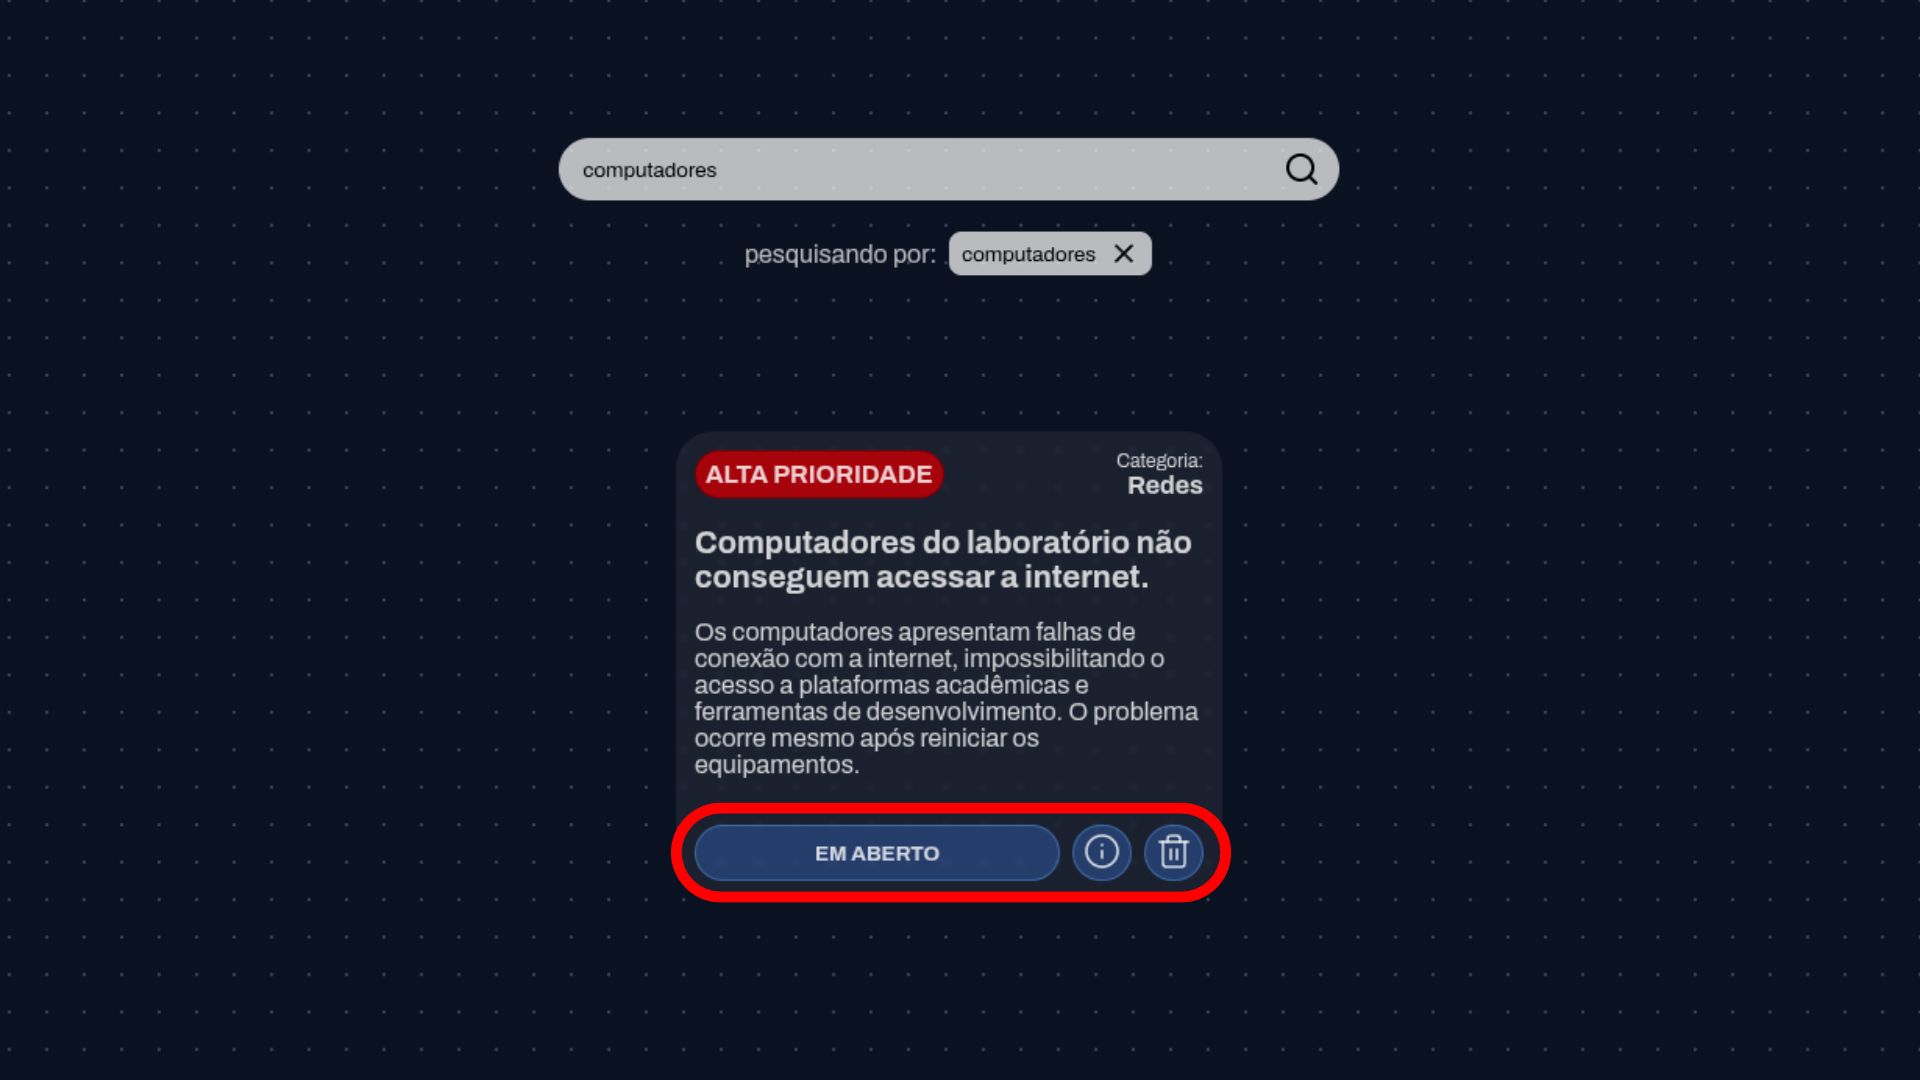 computadores
pesquisando por: computadores
ALTA PRIORIDADE
Categoria:
Redes
Computadores do laboratório não
conseguem acessar a internet.
Os computadores apresentam falhas de
conexão com a internet, impossibilitando o
acesso a plataformas acadêmicas e
ferramentas de desenvolvimento. O problema
ocorre mesmo após reiniciar os
equipamentos.
EM ABERTO